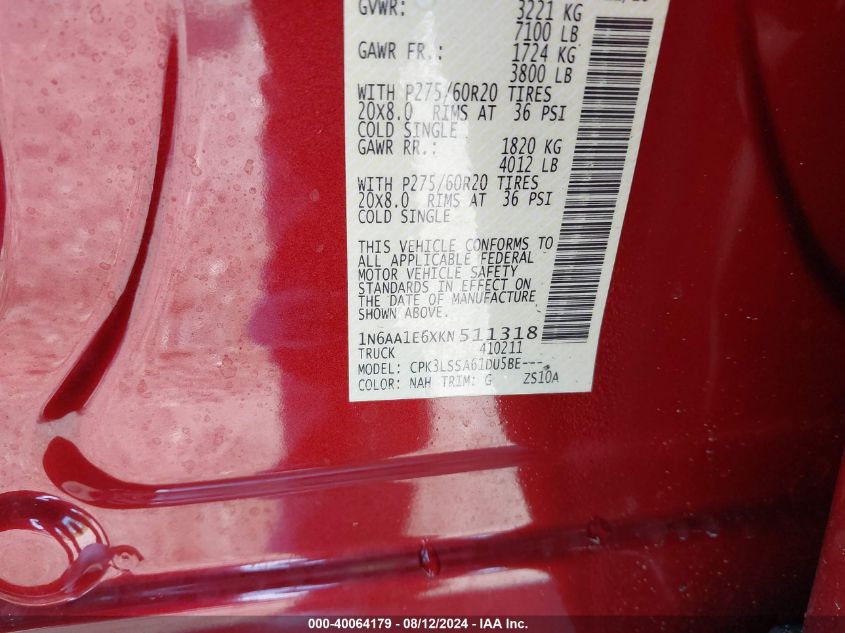 GVWR: 3221 KG
7100 LB
GAWR FR.: 1724 KG
3800 LB
WITH P275/60R20 TIRES
20X8.0 RIMS AT 36 PSI
COLD SINGLE
GAWR RR.: 1820 KG
4012 LB
WITH P275/60R20 TIRES
20X8.0 RIMS AT 36 PSI
COLD SINGLE
THIS VEHICLE CONFORMS TO
ALL APPLICABLE FEDERAL
MOTOR VEHICLE SAFETY
STANDARDS IN EFFECT ON
THE DATE OF MANUFACTURE
SHOWN ABOVE.
1N6AA1E6XKN511318
TRUCK 410211
MODEL: CPK3LSSA61DU5BE---
COLOR: NAH TRIM: G ZS10A
000-40064179 - 08/12/2024 - IAA Inc.